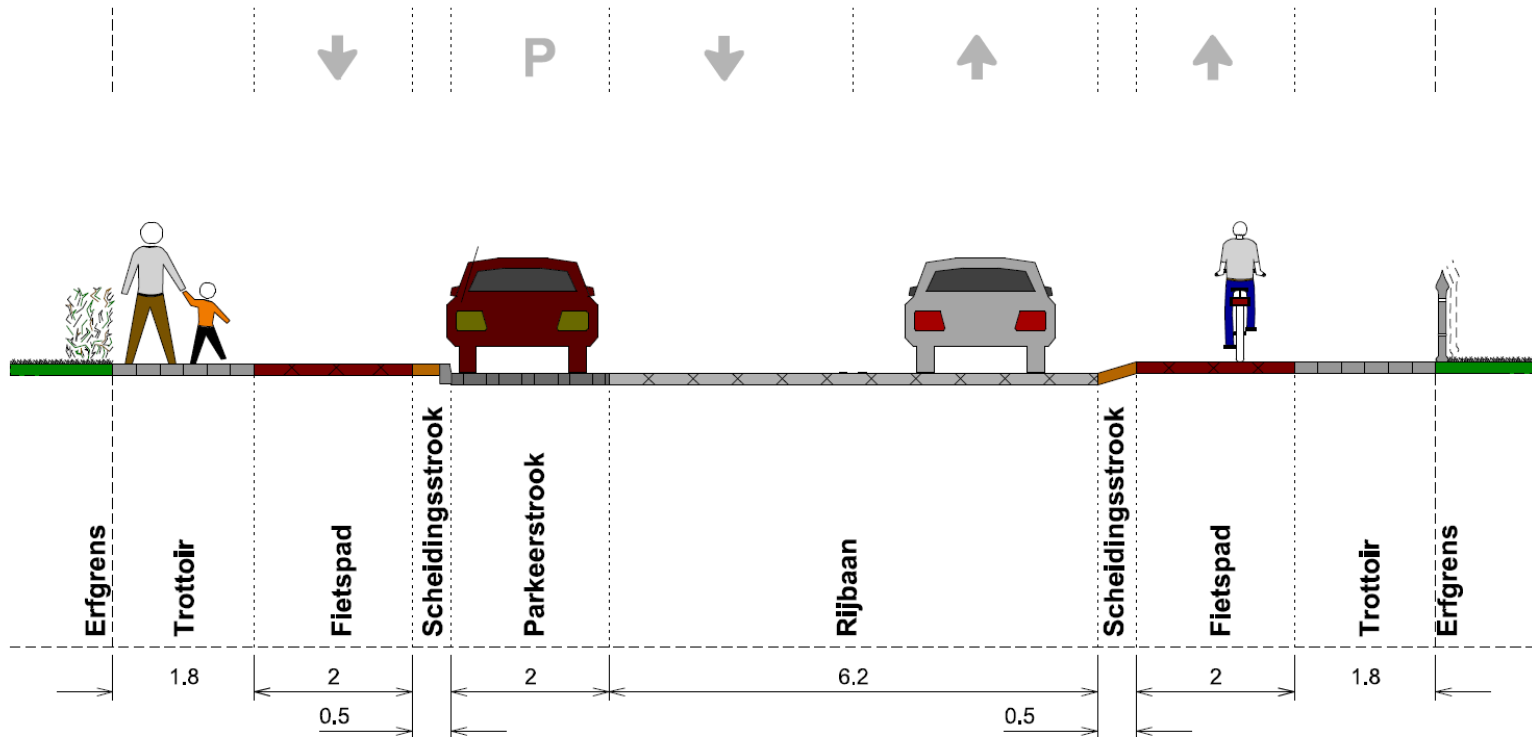 P
Erfgrens
Trottoir
Fietspad
Scheidingsstrook
Parkeerstrook
Rijbaan
Scheidingsstrook
Fietspad
Trottoir
Erfgrens
1.8
2
2
6.2
2
1.8
0.5
0.5